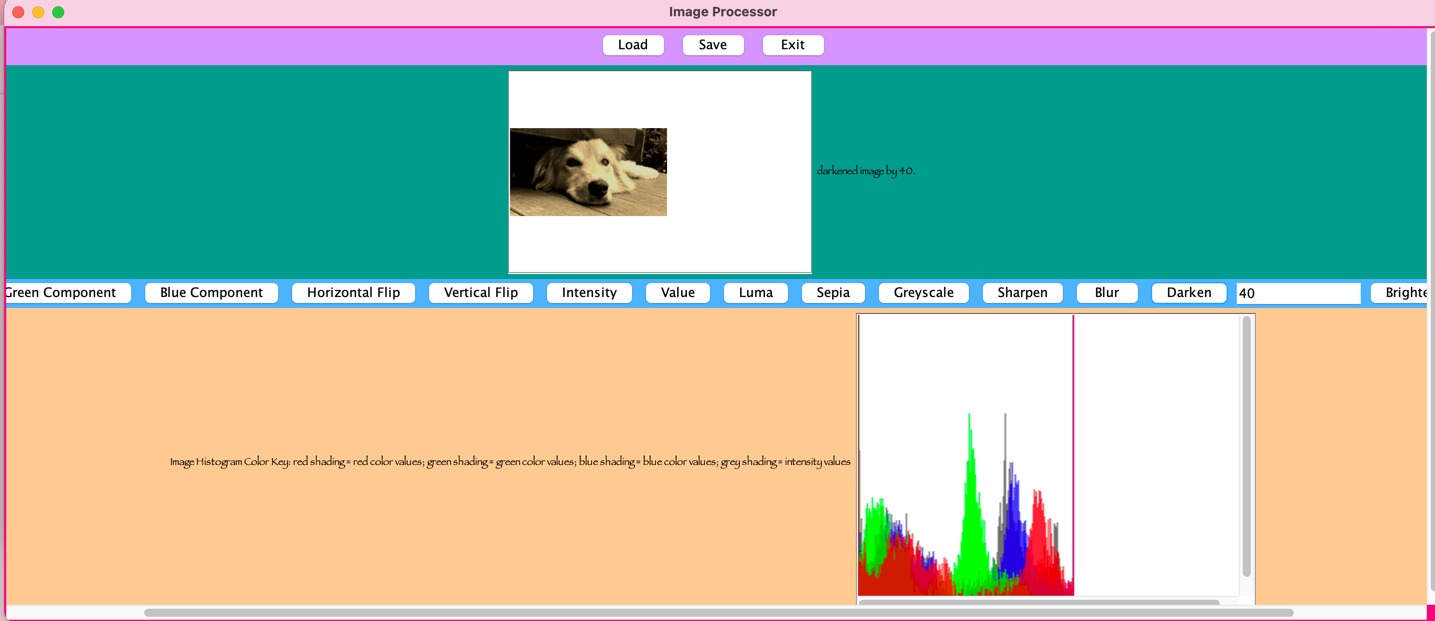 Image Processor
Load Save Exit
darkened image by 40.
Green Component Blue Component Horizontal Flip Vertical Flip Intensity Value Luma Sepia Greyscale Sharpen Blur Darken 40 Brighte
Image Histogram Color Key: red shading = red color values; green shading = green color values; blue shading = blue color values; grey shading = intensity values